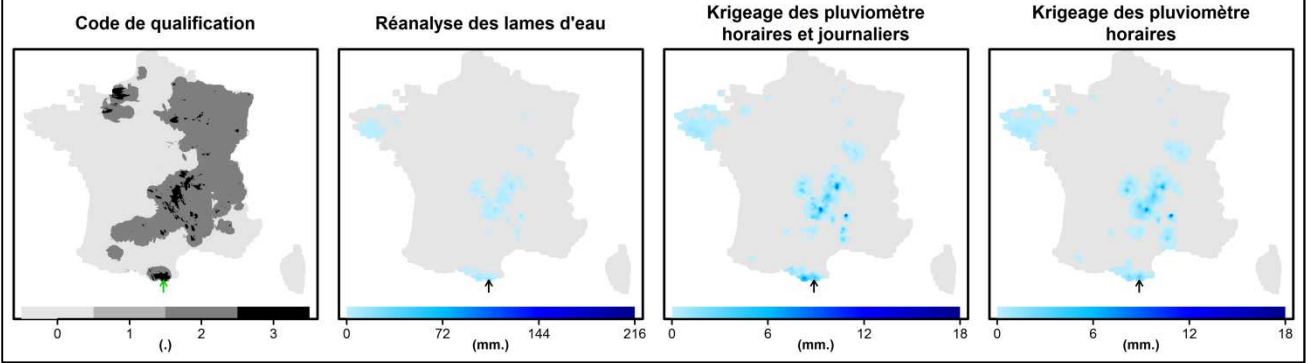 Code de qualification
Réanalyse des lames d'eau
Krigeage des pluviomètre
horaires et journaliers
Krigeage des pluviomètre
horaires
0 1 2 3
(.)
0 72 144 216
(mm.)
0 6 12 18
(mm.)
0 6 12 18
(mm.)